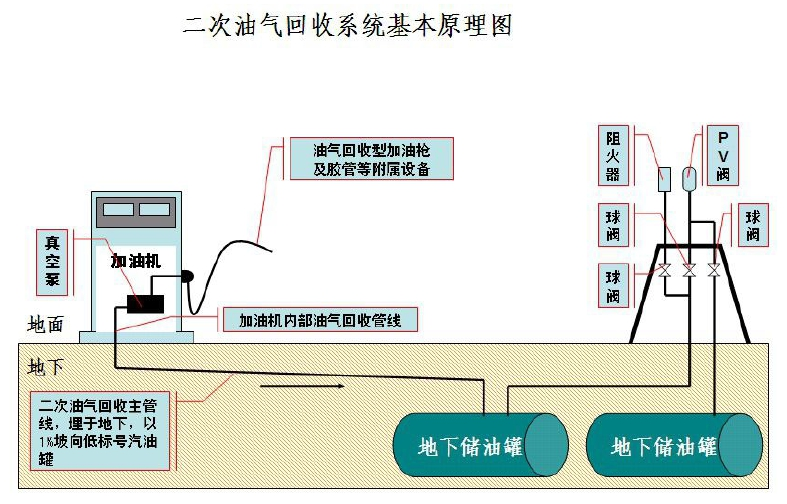 二次油气回收系统基本原理图
油气回收型加油枪
及胶管等附属设备
阻
火
器
P
V
阀
真
空
泵
加油机
球
阀
球
阀
球
阀
加油机内部油气回收管线
地面
地下
二次油气回收主管
线，埋于地下，以
1%坡向低标号汽油
罐
地下储油罐
地下储油罐